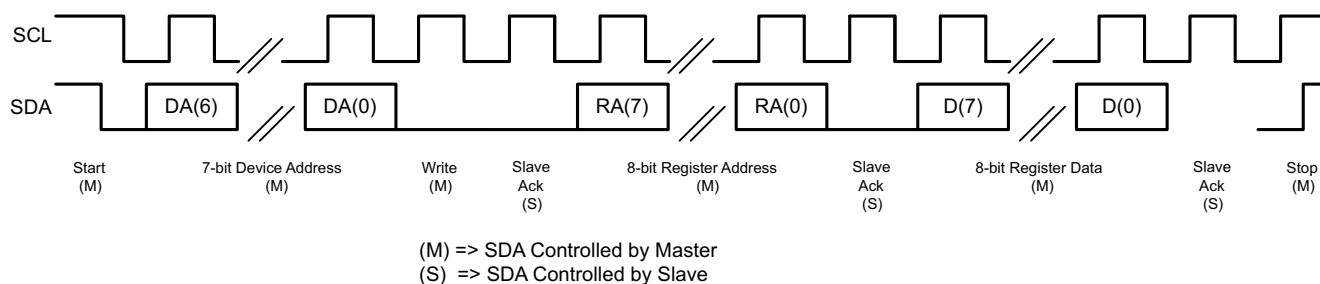 SCL
SDA
DA(6)
DA(0)
RA(7)
RA(0)
D(7)
D(0)
Start
(M)
7-bit Device Address
(M)
Write
(M)
Slave
Ack
(S)
8-bit Register Address
(M)
Slave
Ack
(S)
8-bit Register Data
(M)
Slave
Ack
(S)
Stop
(M)
(M) => SDA Controlled by Master
(S) => SDA Controlled by Slave